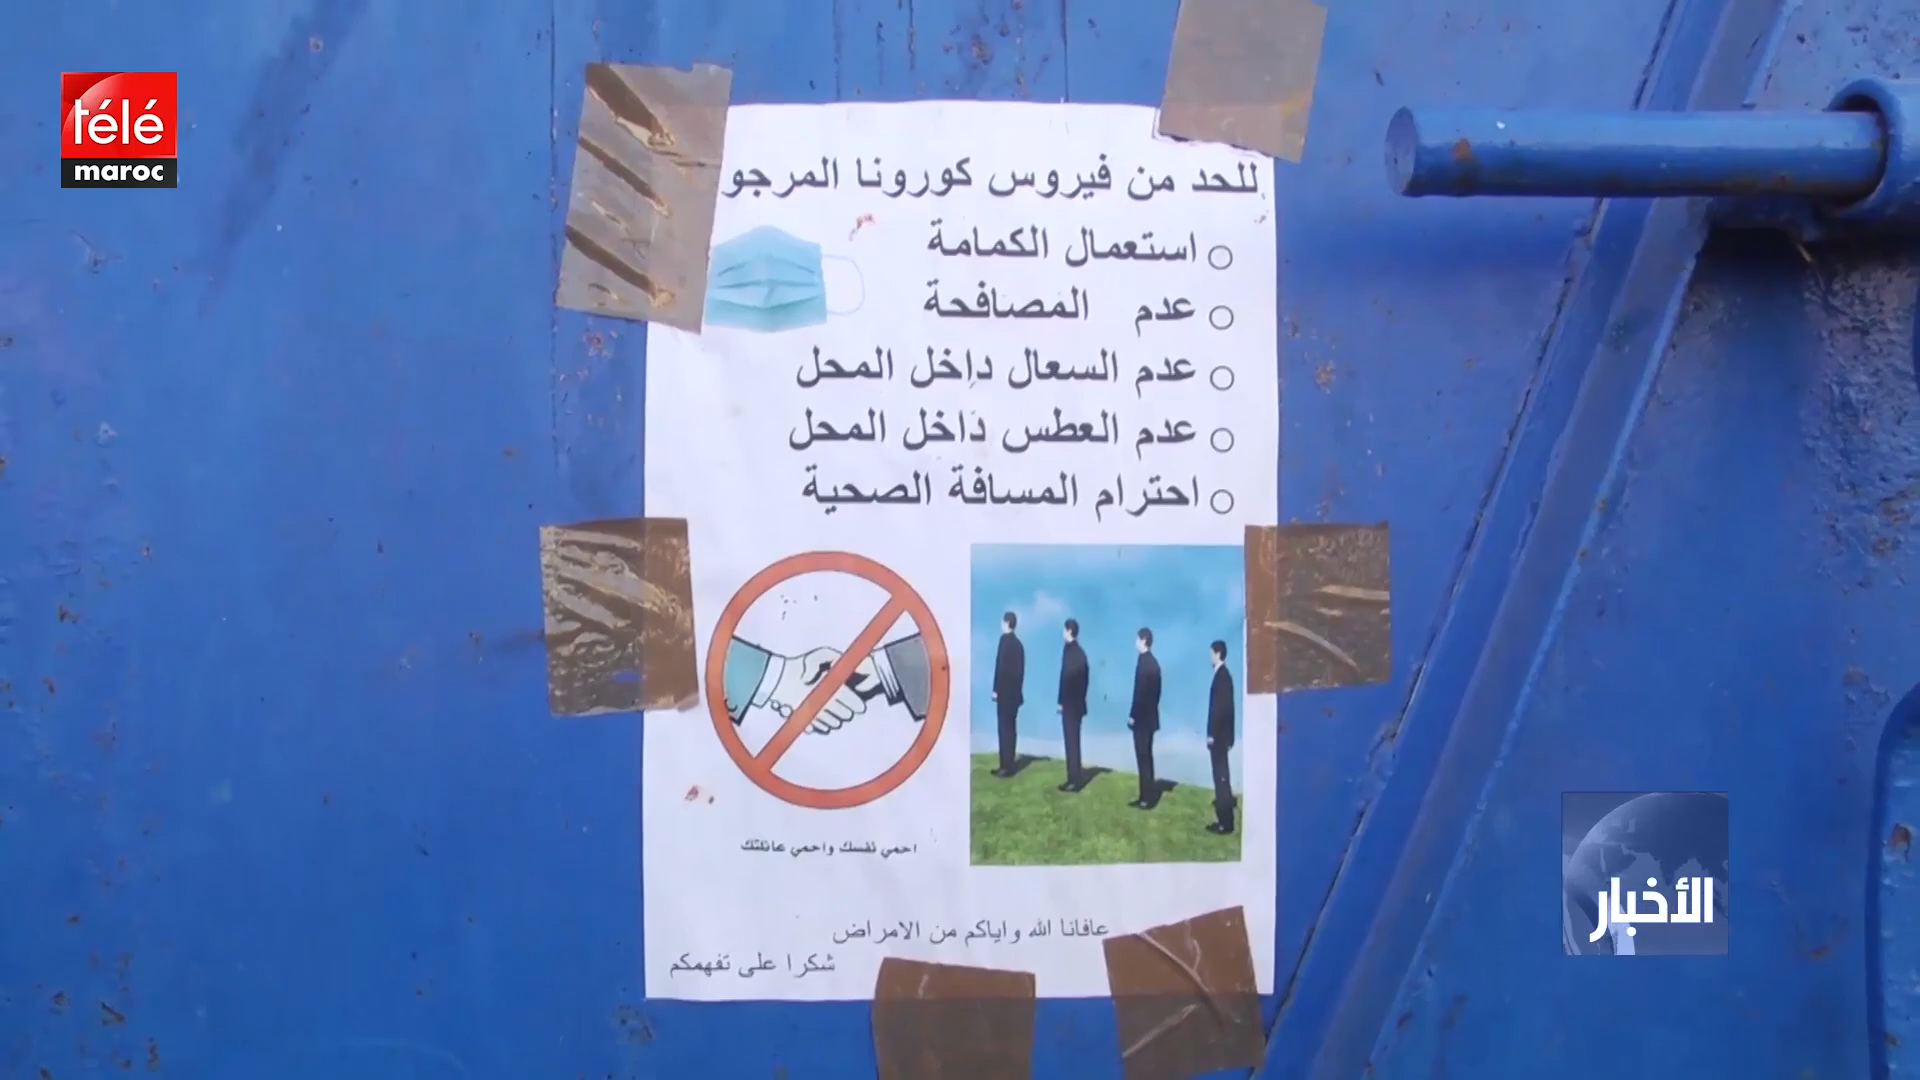 télé
maroc
للحد من فيروس كورونا المرجو
استعمال الكمامة
عدم المصافحة
عدم السعال داخل المحل
عدم العطس داخل المحل
احترام المسافة الصحية
احمي نفسك واحمي عائلتك
عافانا الله واياكم من الامراض
شكرا على تفهمكم
الأخبار